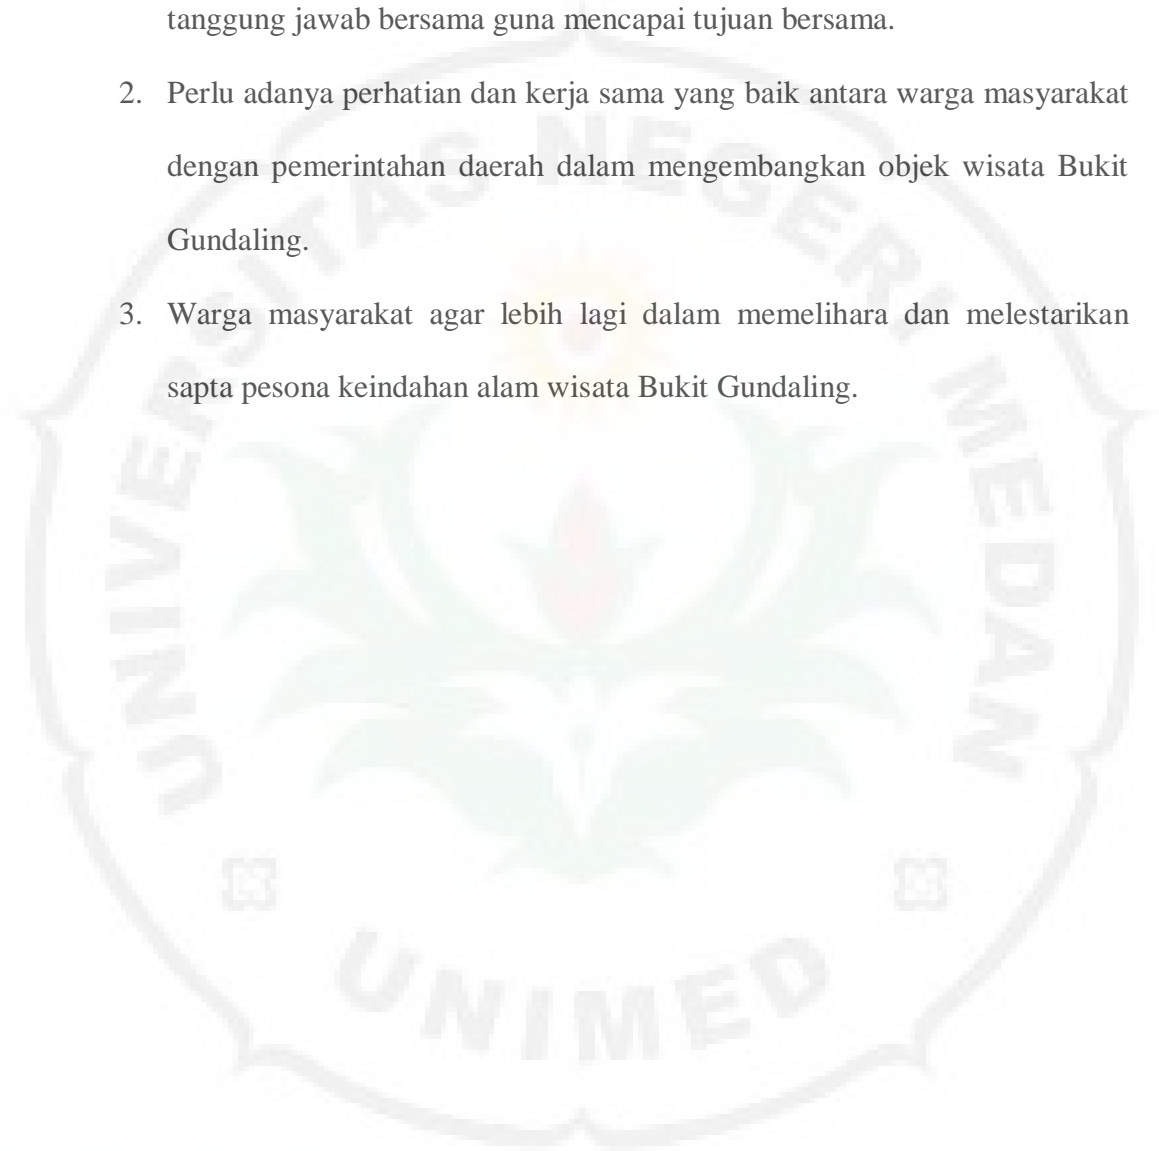 tanggung jawab bersama guna mencapai tujuan bersama.
2. Perlu adanya perhatian dan kerja sama yang baik antara warga masyarakat
dengan pemerintahan daerah dalam mengembangkan objek wisata Bukit
Gundaling.
3. Warga masyarakat agar lebih lagi dalam memelihara dan melestarikan
sapta pesona keindahan alam wisata Bukit Gundaling.
UNIVERSITAS NEGERI MEDAN
UNIMED